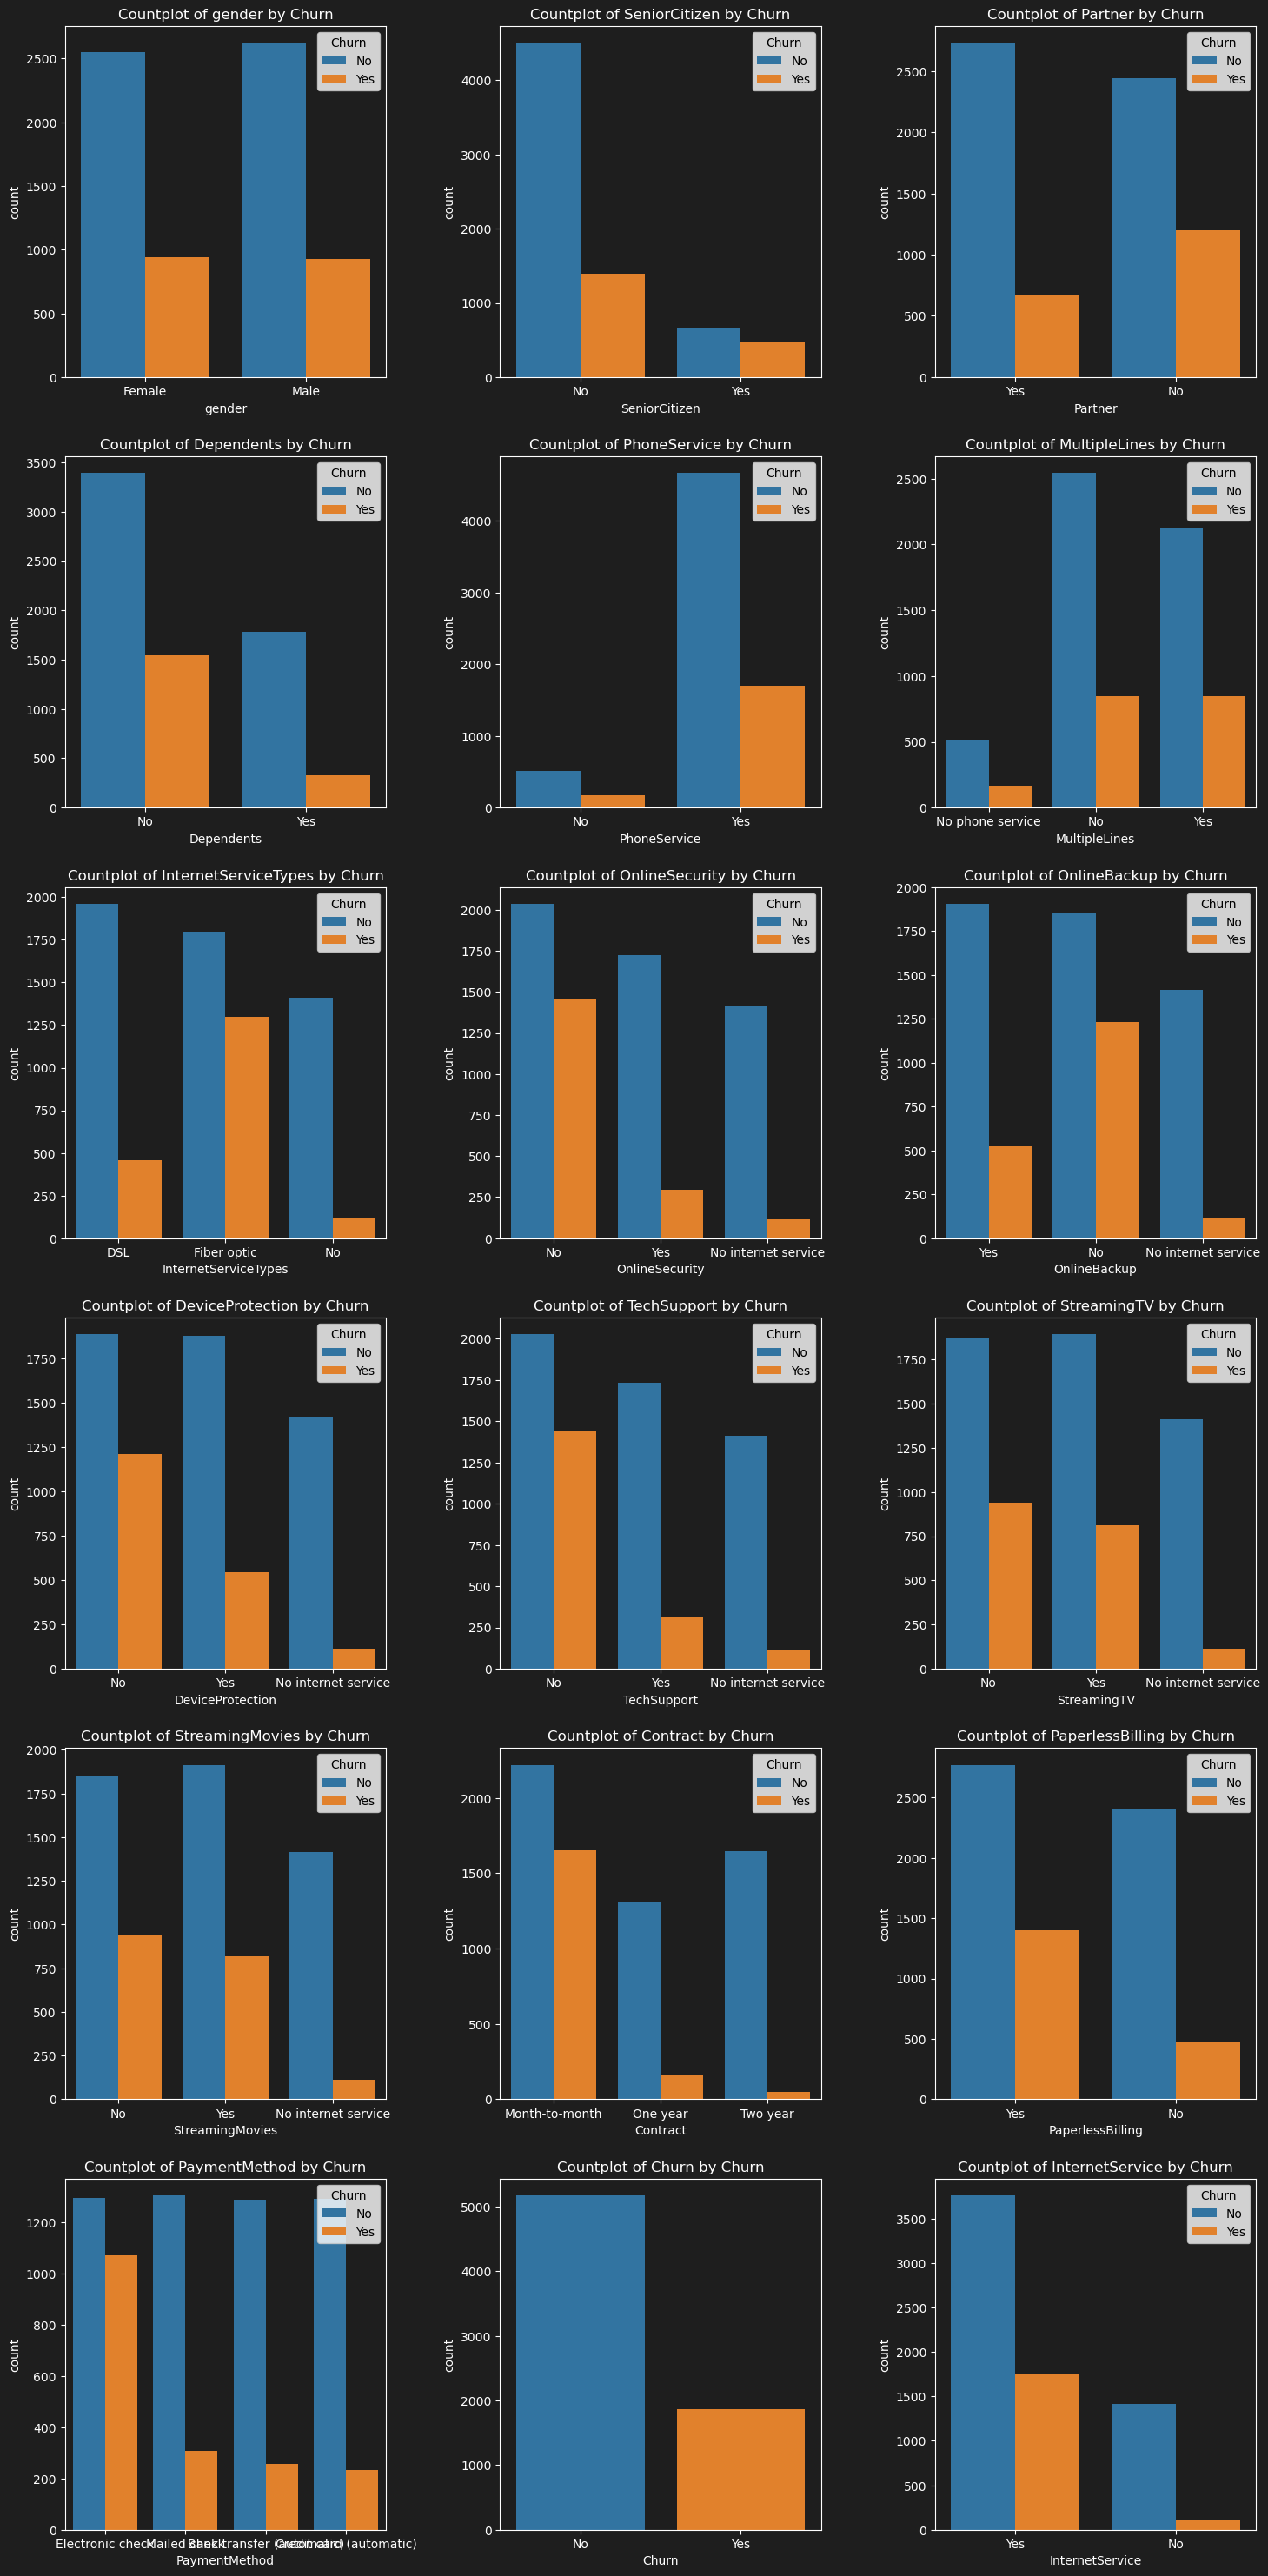 Countplot of gender by Churn
count
2500
2000
1500
1000
500
0
Female Male
gender
Churn
No
Yes
Countplot of SeniorCitizen by Churn
count
4000
3000
2000
1000
0
No Yes
SeniorCitizen
Churn
No
Yes
Countplot of Partner by Churn
count
2500
2000
1500
1000
500
0
Yes No
Partner
Churn
No
Yes
Countplot of Dependents by Churn
count
3500
3000
2500
2000
1500
1000
500
0
No Yes
Dependents
Churn
No
Yes
Countplot of PhoneService by Churn
count
4000
3000
2000
1000
0
No Yes
PhoneService
Churn
No
Yes
Countplot of MultipleLines by Churn
count
2500
2000
1500
1000
500
0
No phone service No Yes
MultipleLines
Churn
No
Yes
Countplot of InternetServiceTypes by Churn
count
2000
1750
1500
1250
1000
750
500
250
0
DSL Fiber optic No
InternetServiceTypes
Churn
No
Yes
Countplot of OnlineSecurity by Churn
count
2000
1750
1500
1250
1000
750
500
250
0
No Yes No internet service
OnlineSecurity
Churn
No
Yes
Countplot of OnlineBackup by Churn
count
2000
1750
1500
1250
1000
750
500
250
0
Yes No No internet service
OnlineBackup
Churn
No
Yes
Countplot of DeviceProtection by Churn
count
1750
1500
1250
1000
750
500
250
0
No Yes No internet service
DeviceProtection
Churn
No
Yes
Countplot of TechSupport by Churn
count
2000
1750
1500
1250
1000
750
500
250
0
No Yes No internet service
TechSupport
Churn
No
Yes
Countplot of StreamingTV by Churn
count
1750
1500
1250
1000
750
500
250
0
No Yes No internet service
StreamingTV
Churn
No
Yes
Countplot of StreamingMovies by Churn
count
2000
1750
1500
1250
1000
750
500
250
0
No Yes No internet service
StreamingMovies
Churn
No
Yes
Countplot of Contract by Churn
count
2000
1500
1000
500
0
Month-to-month One year Two year
Contract
Churn
No
Yes
Countplot of PaperlessBilling by Churn
count
2500
2000
1500
1000
500
0
Yes No
PaperlessBilling
Churn
No
Yes
Countplot of PaymentMethod by Churn
count
1200
1000
800
600
400
200
0
Electronic check Mailed check Bank transfer (automatic) Credit card (automatic)
PaymentMethod
Churn
No
Yes
Countplot of Churn by Churn
count
5000
4000
3000
2000
1000
0
No Yes
Churn
Countplot of InternetService by Churn
count
3500
3000
2500
2000
1500
1000
500
0
Yes No
InternetService
Churn
No
Yes